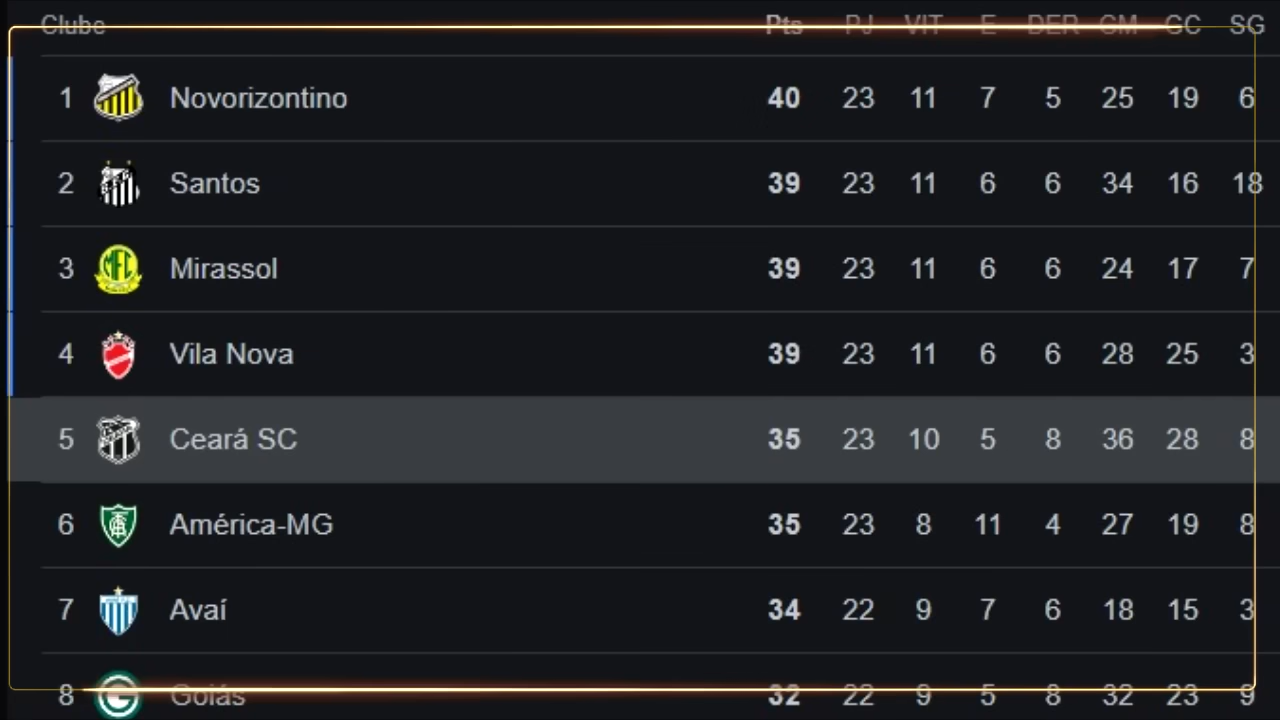 Clube Pts PJ VIT E DER GM GC SG
1 Novorizontino 40 23 11 7 5 25 19 6
2 Santos 39 23 11 6 6 34 16 18
3 MFC Mirassol 39 23 11 6 6 24 17 7
4 Vila Nova 39 23 11 6 6 28 25 3
5 Ceará SC 35 23 10 5 8 36 28 8
6 América-MG 35 23 8 11 4 27 19 8
7 Avaí 34 22 9 7 6 18 15 3
8 G Goiás 32 22 9 5 8 32 23 9